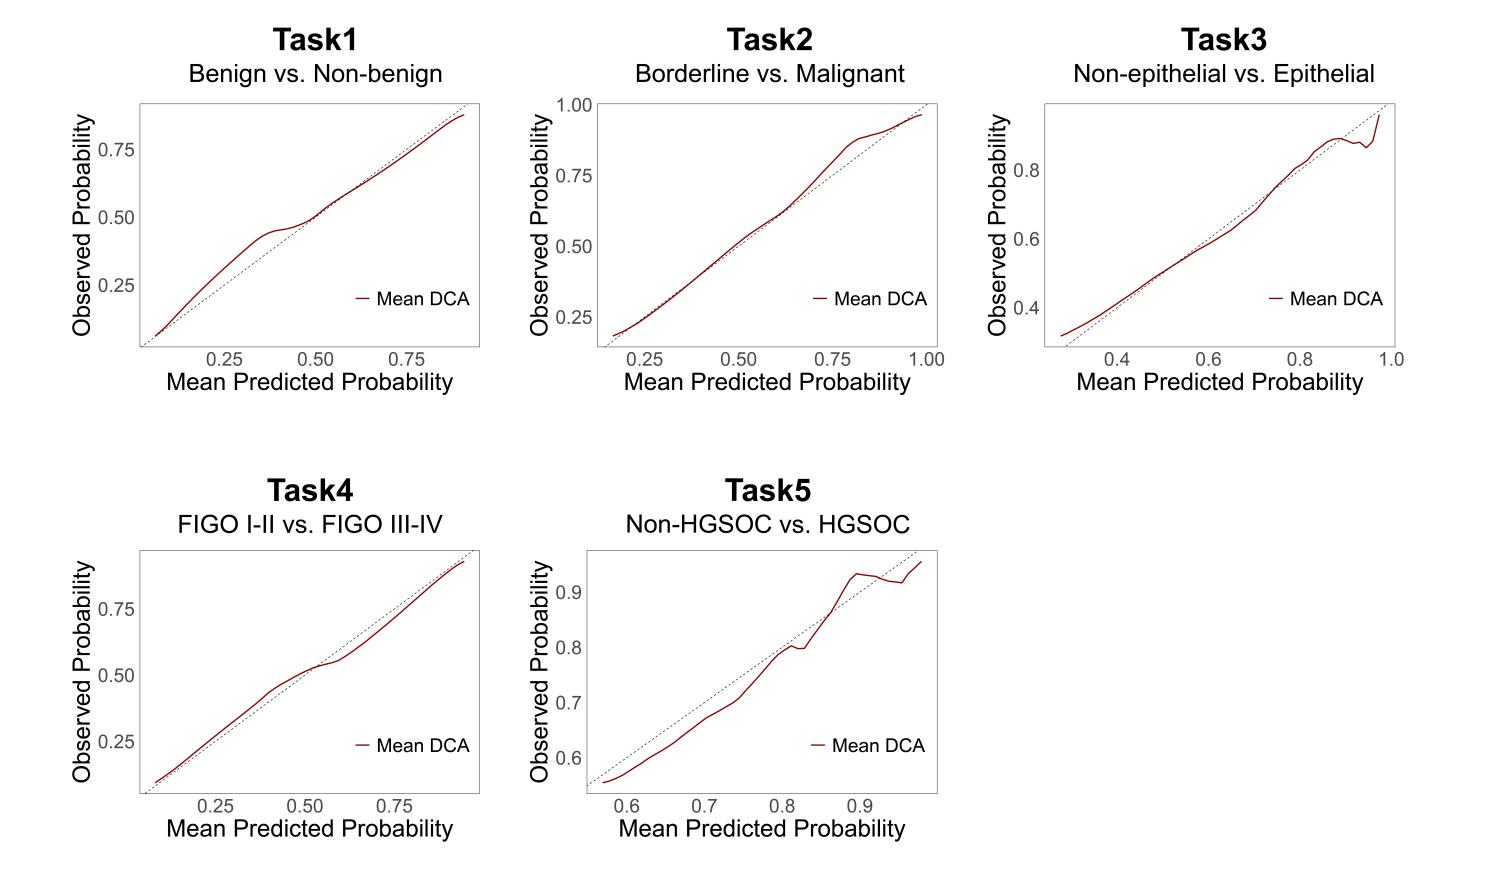 Task1
Benign vs. Non-benign
Observed Probability
0.75
0.50
0.25
Mean DCA
0.25 0.50 0.75
Mean Predicted Probability
Task2
Borderline vs. Malignant
Observed Probability
1.00
0.75
0.50
0.25
Mean DCA
0.25 0.50 0.75 1.00
Mean Predicted Probability
Task3
Non-epithelial vs. Epithelial
Observed Probability
0.8
0.6
0.4
Mean DCA
0.4 0.6 0.8 1.0
Mean Predicted Probability
Task4
FIGO I-II vs. FIGO III-IV
Observed Probability
0.75
0.50
0.25
Mean DCA
0.25 0.50 0.75
Mean Predicted Probability
Task5
Non-HGSOC vs. HGSOC
Observed Probability
0.9
0.8
0.7
0.6
Mean DCA
0.6 0.7 0.8 0.9
Mean Predicted Probability